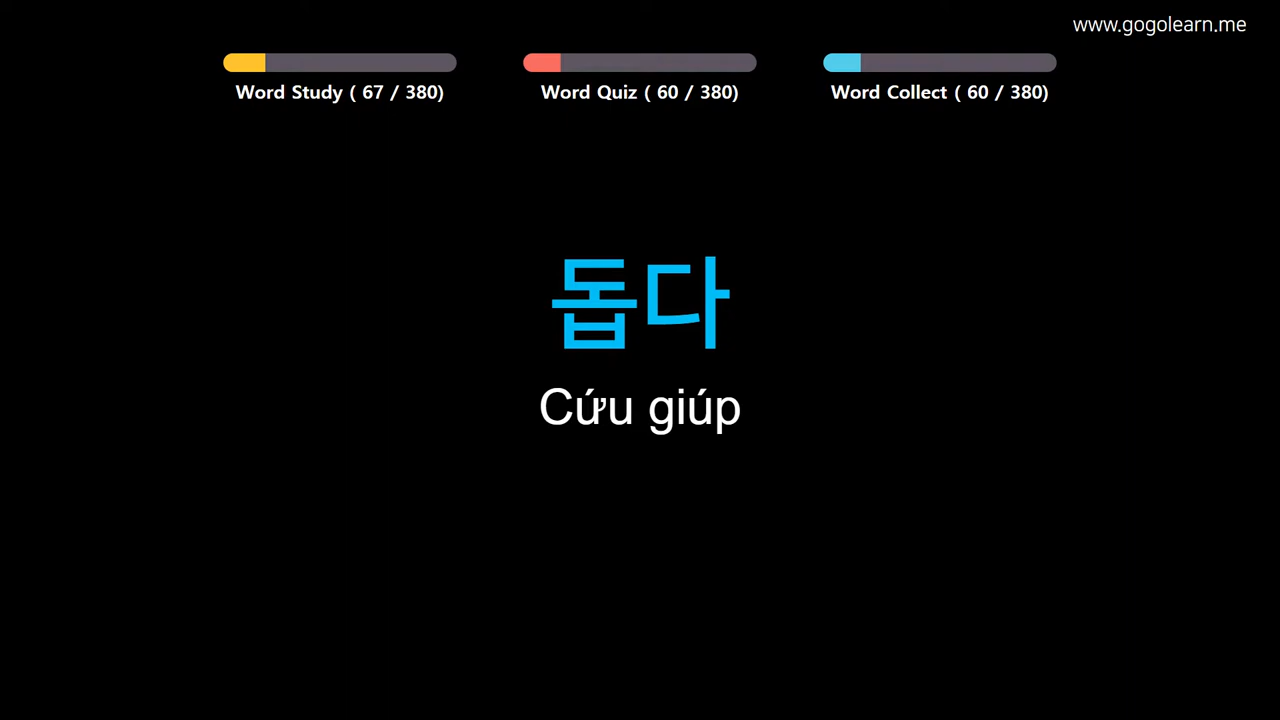 www.gogolearn.me
Word Study ( 67 / 380)
Word Quiz ( 60 / 380)
Word Collect ( 60 / 380)
돕다
Cứu giúp